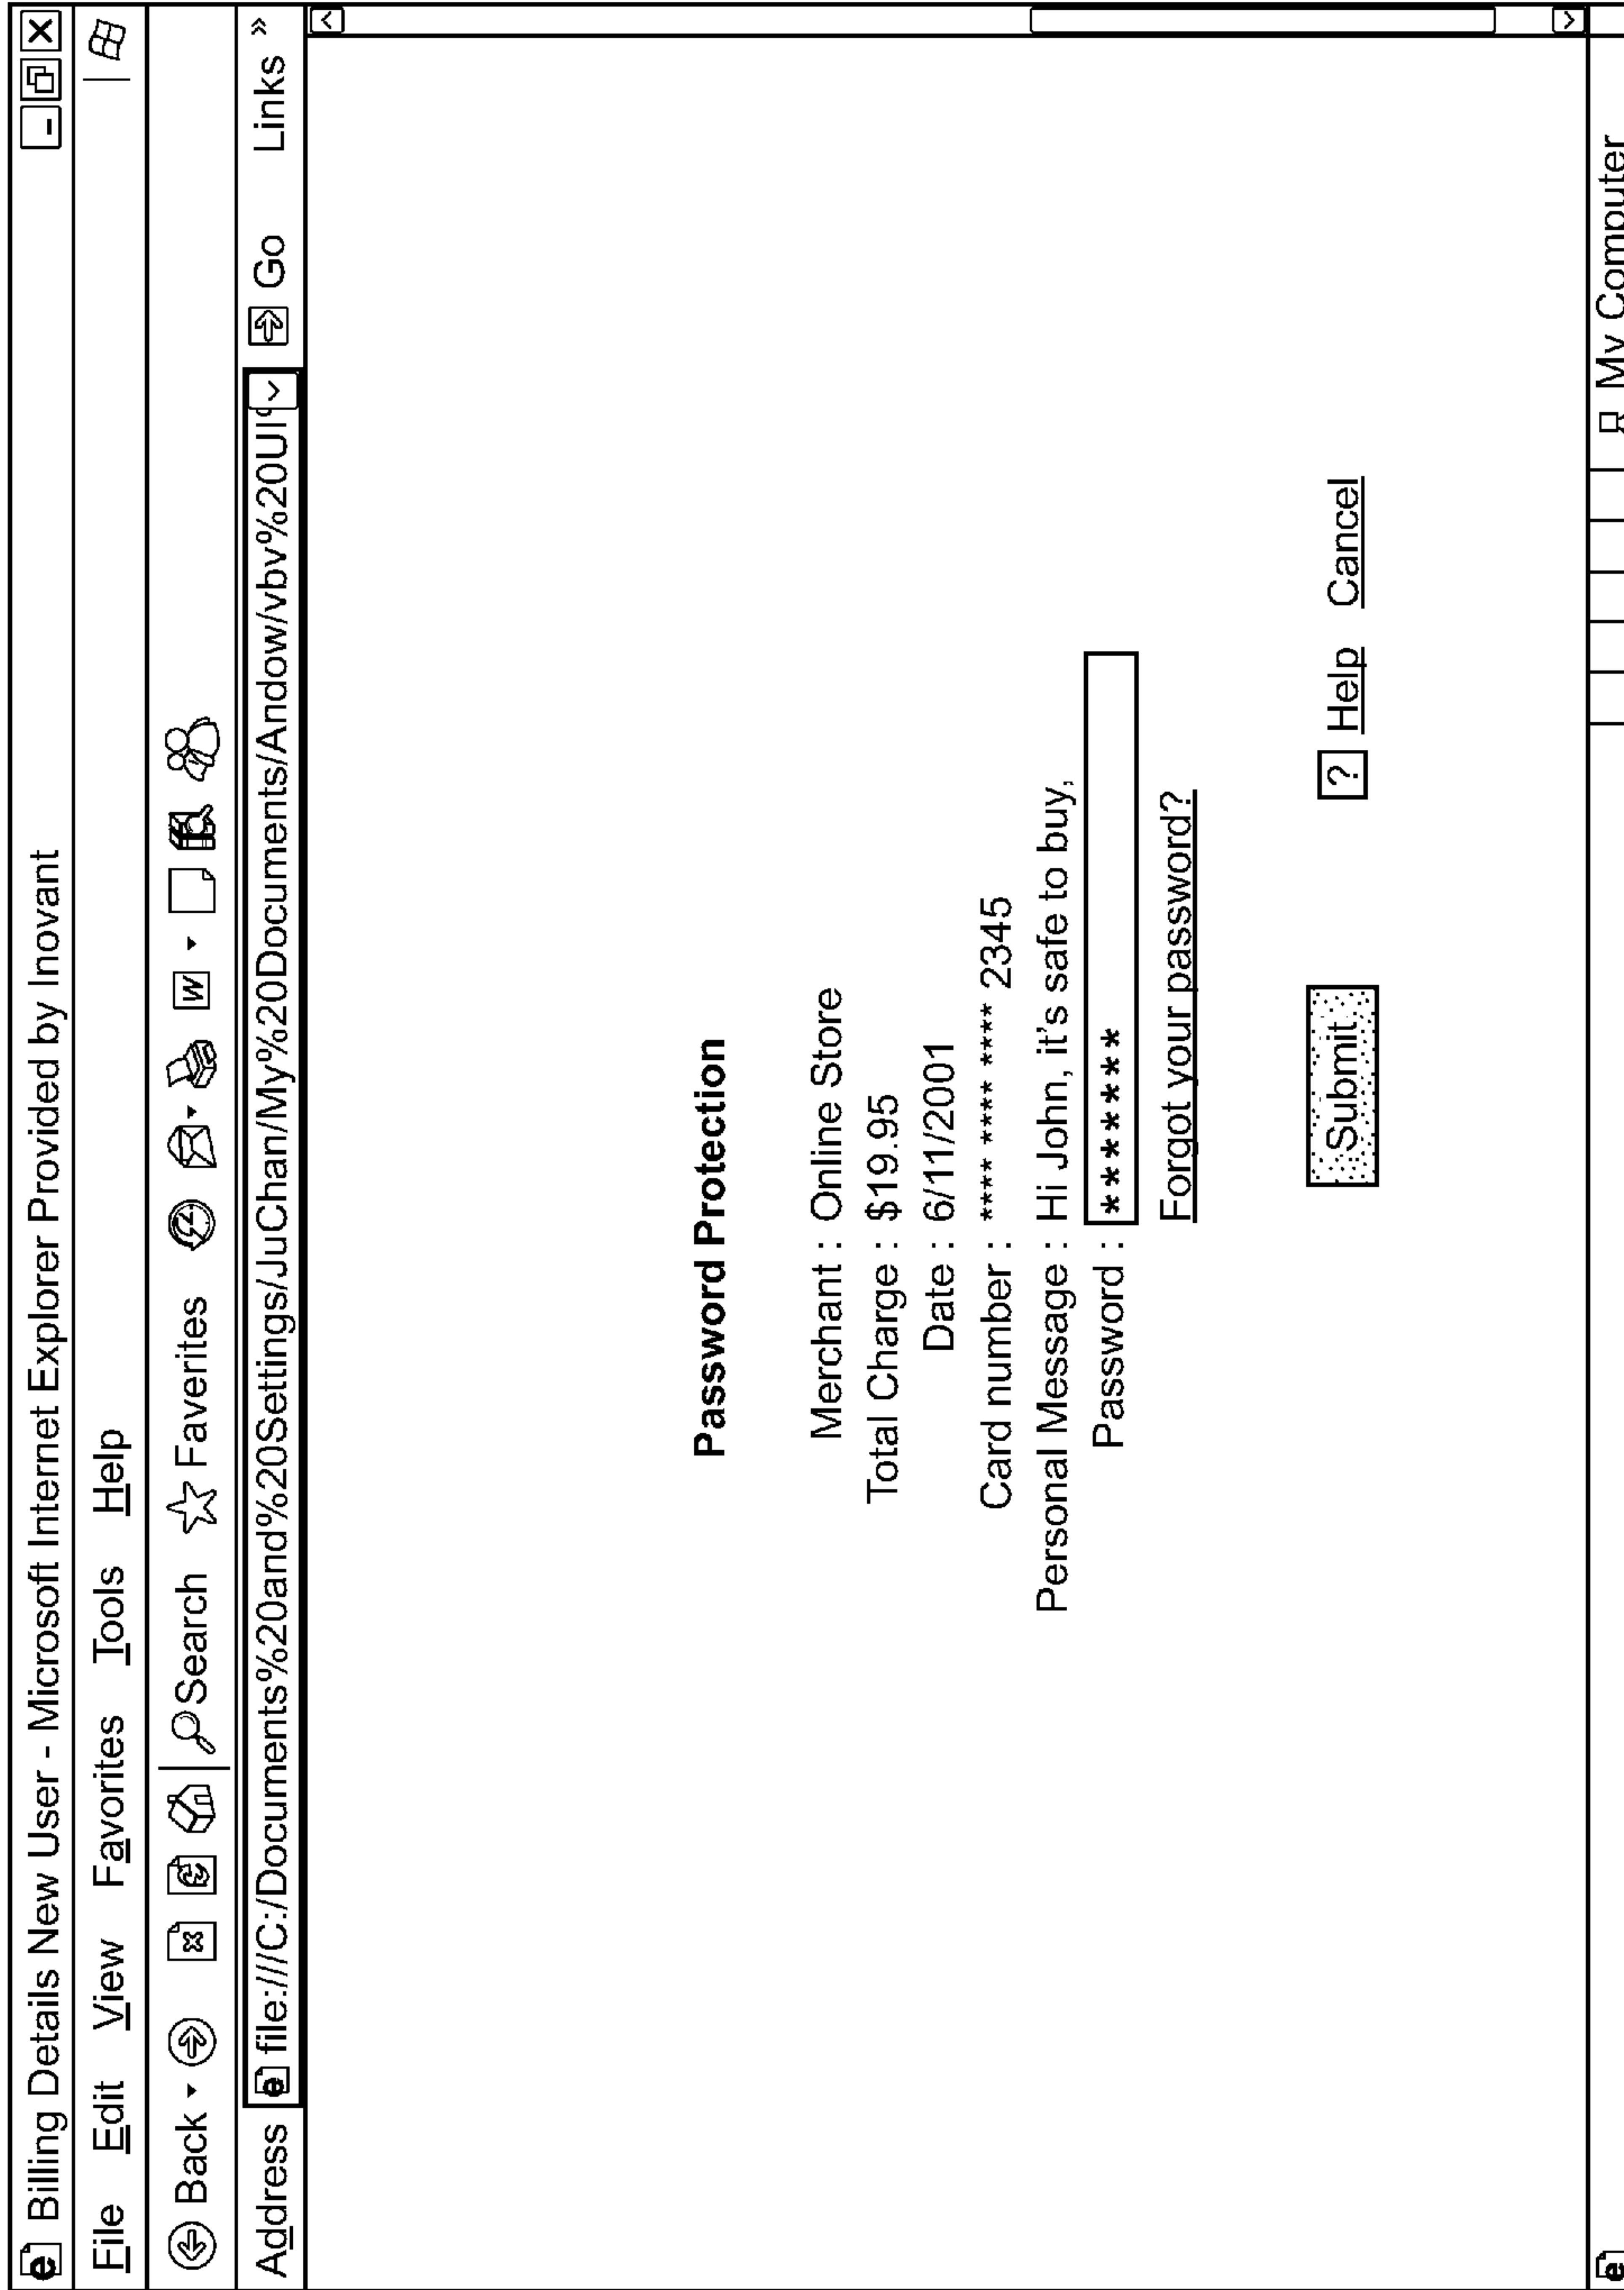 Billing Details New User - Microsoft Internet Explorer Provided by Inovant
File Edit View Favorites Tools Help
Back Search Faverites W
Address file:///C:/Documents%20and%20Settings/JuChan/My%20Documents/Andow/vbv%20UI Go Links »
Password Protection
Merchant : Online Store
Total Charge : $19.95
Date : 6/11/2001
Card number : **** **** **** 2345
Personal Message : Hi John, it's safe to buy,
Password : *******
Forgot your password?
Submit ? Help Cancel
My Computer